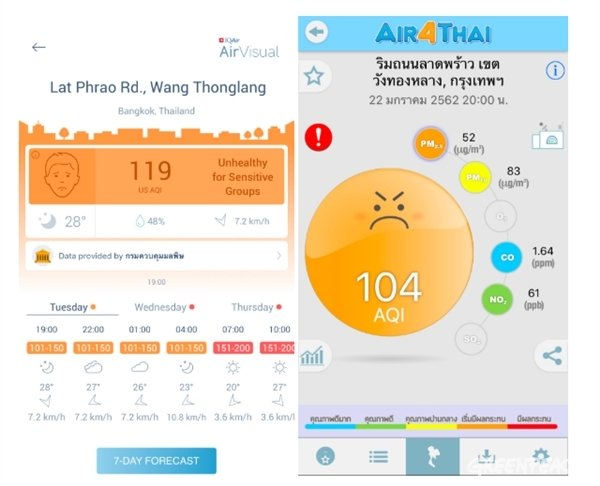 IQAir
AirVisual
Lat Phrao Rd., Wang Thonglang
Bangkok, Thailand
119
US AQI
Unhealthy
for Sensitive
Groups
28°
48%
7.2 km/h
Data provided by กรมควบคุมมลพิษ
19:00
Tuesday
Wednesday
Thursday
19:00 22:00 01:00 04:00 07:00 10:00
101-150 101-150 101-150 101-150 151-200 151-200
28° 27° 26° 23° 20° 27°
7.2 km/h 7.2 km/h 7.2 km/h 10.8 km/h 3.6 km/h 3.6 km/
7-DAY FORECAST
AIR4THAI
ริมถนนลาดพร้าว เขต
วังทองหลาง, กรุงเทพฯ
22 มกราคม 2562 20:00 น.
PM2.5
52
(μg/m³)
PM10
83
(μg/m³)
O3
CO
1.64
(ppm)
NO2
61
(ppb)
SO2
104
AQI
คุณภาพดีมาก คุณภาพดี คุณภาพปานกลาง เริ่มมีผลกระทบ มีผลกระทบ
GREENPEACE